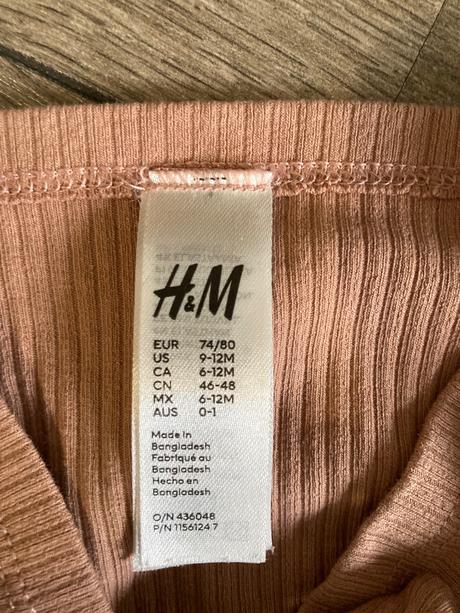 H&M
EUR 74/80
US 9-12M
CA 6-12M
CN 46-48
MX 6-12M
AUS 0-1
Made in
Bangladesh
Fabriqué au
Bangladesh
Hecho en
Bangladesh
O/N 436048
P/N 1156124 7